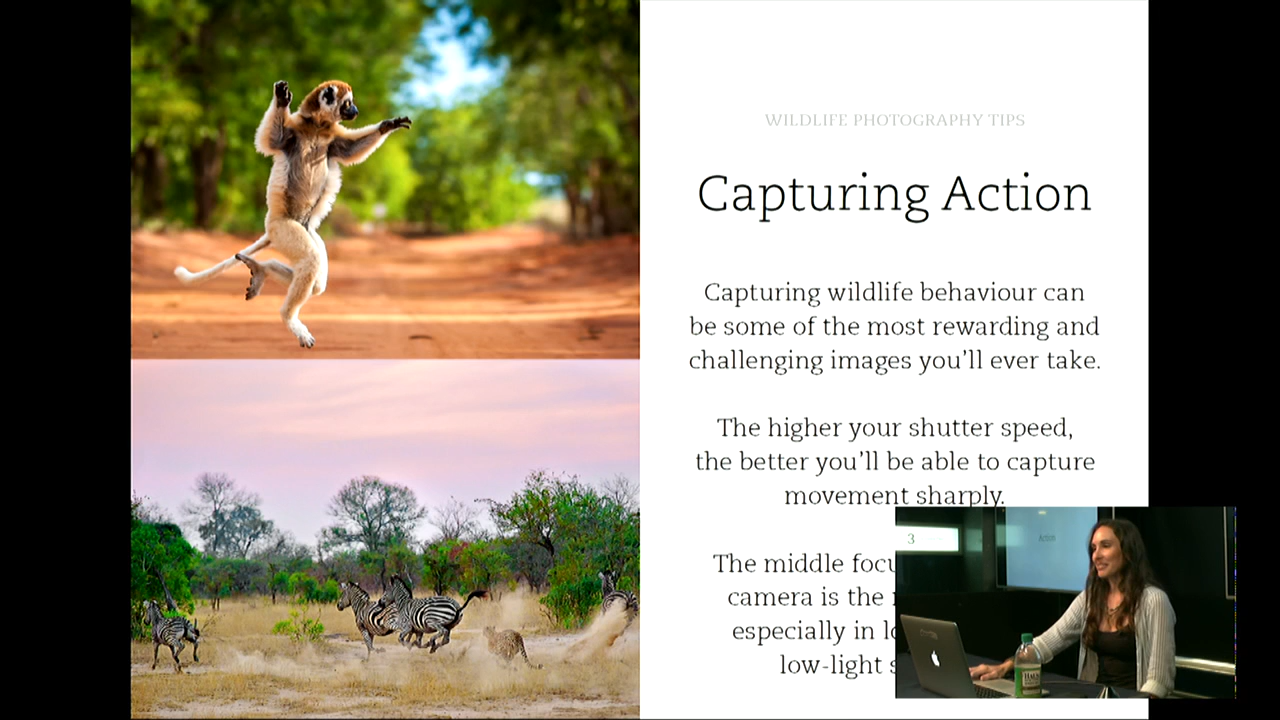 WILDLIFE PHOTOGRAPHY TIPS
Capturing Action
Capturing wildlife behaviour can
be some of the most rewarding and
challenging images you'll ever take.
The higher your shutter speed,
the better you'll be able to capture
movement sharply.
The middle
camera is the
especially in
low-light
3
Action